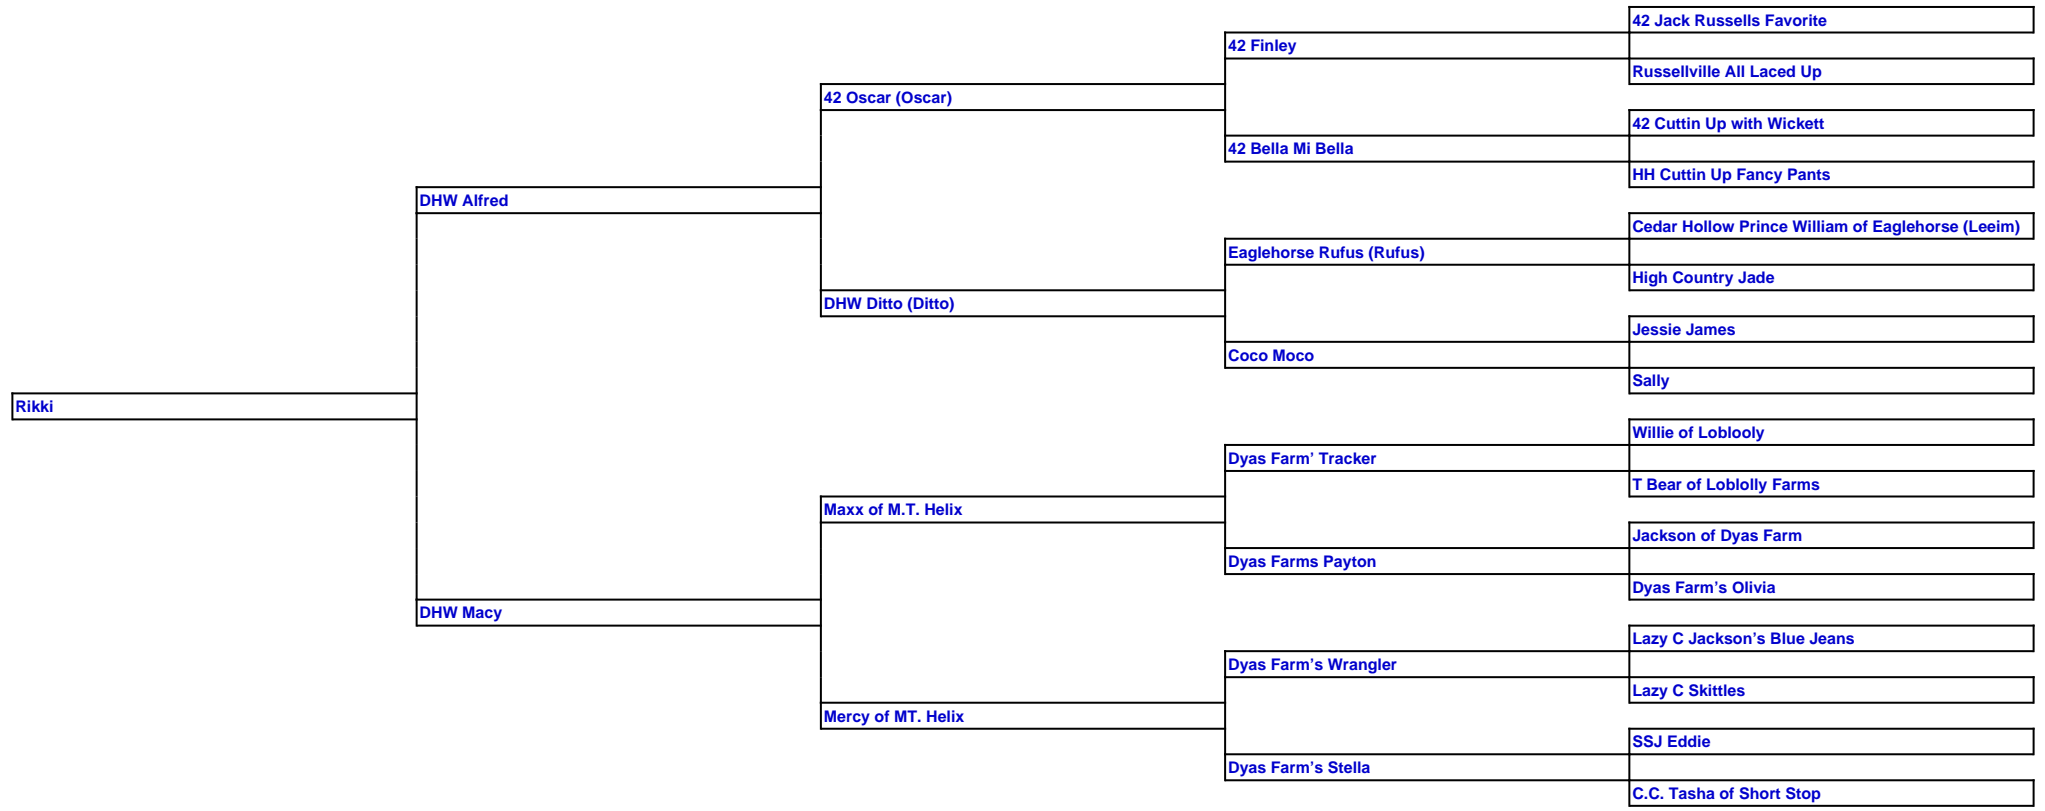 42 Jack Russells Favorite
42 Finley
Russellville All Laced Up
42 Oscar (Oscar)
42 Cuttin Up with Wickett
42 Bella Mi Bella
HH Cuttin Up Fancy Pants
DHW Alfred
Cedar Hollow Prince William of Eaglehorse (Leeim)
Eaglehorse Rufus (Rufus)
High Country Jade
DHW Ditto (Ditto)
Jessie James
Coco Moco
Sally
Rikki
Willie of Loblooly
Dyas Farm’ Tracker
T Bear of Loblolly Farms
Maxx of M.T. Helix
Jackson of Dyas Farm
Dyas Farms Payton
Dyas Farm’s Olivia
DHW Macy
Lazy C Jackson’s Blue Jeans
Dyas Farm’s Wrangler
Lazy C Skittles
Mercy of MT. Helix
SSJ Eddie
Dyas Farm’s Stella
C.C. Tasha of Short Stop